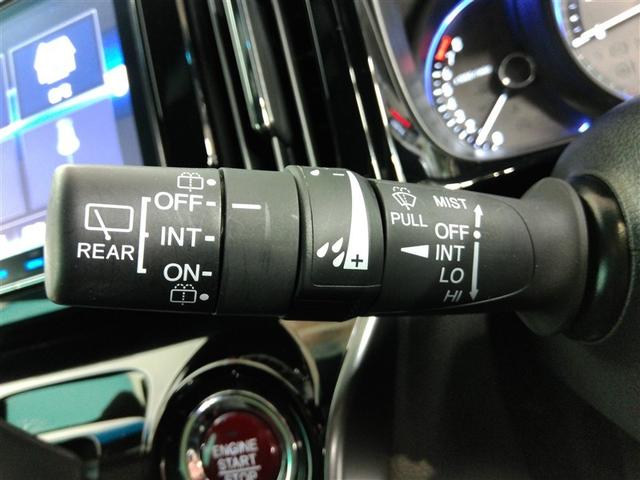 REAR
OFF
INT
ON
+
PULL
MIST
OFF
INT
LO
HI
ENGINE
START
STOP